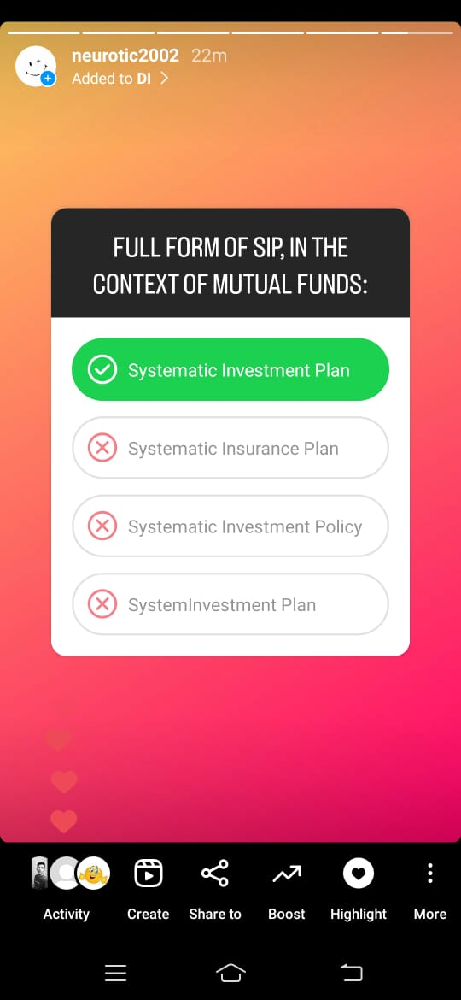 neurotic2002 22m
Added to DI
FULL FORM OF SIP, IN THE
CONTEXT OF MUTUAL FUNDS:
Systematic Investment Plan
Systematic Insurance Plan
Systematic Investment Policy
SystemInvestment Plan
Activity Create Share to Boost Highlight More